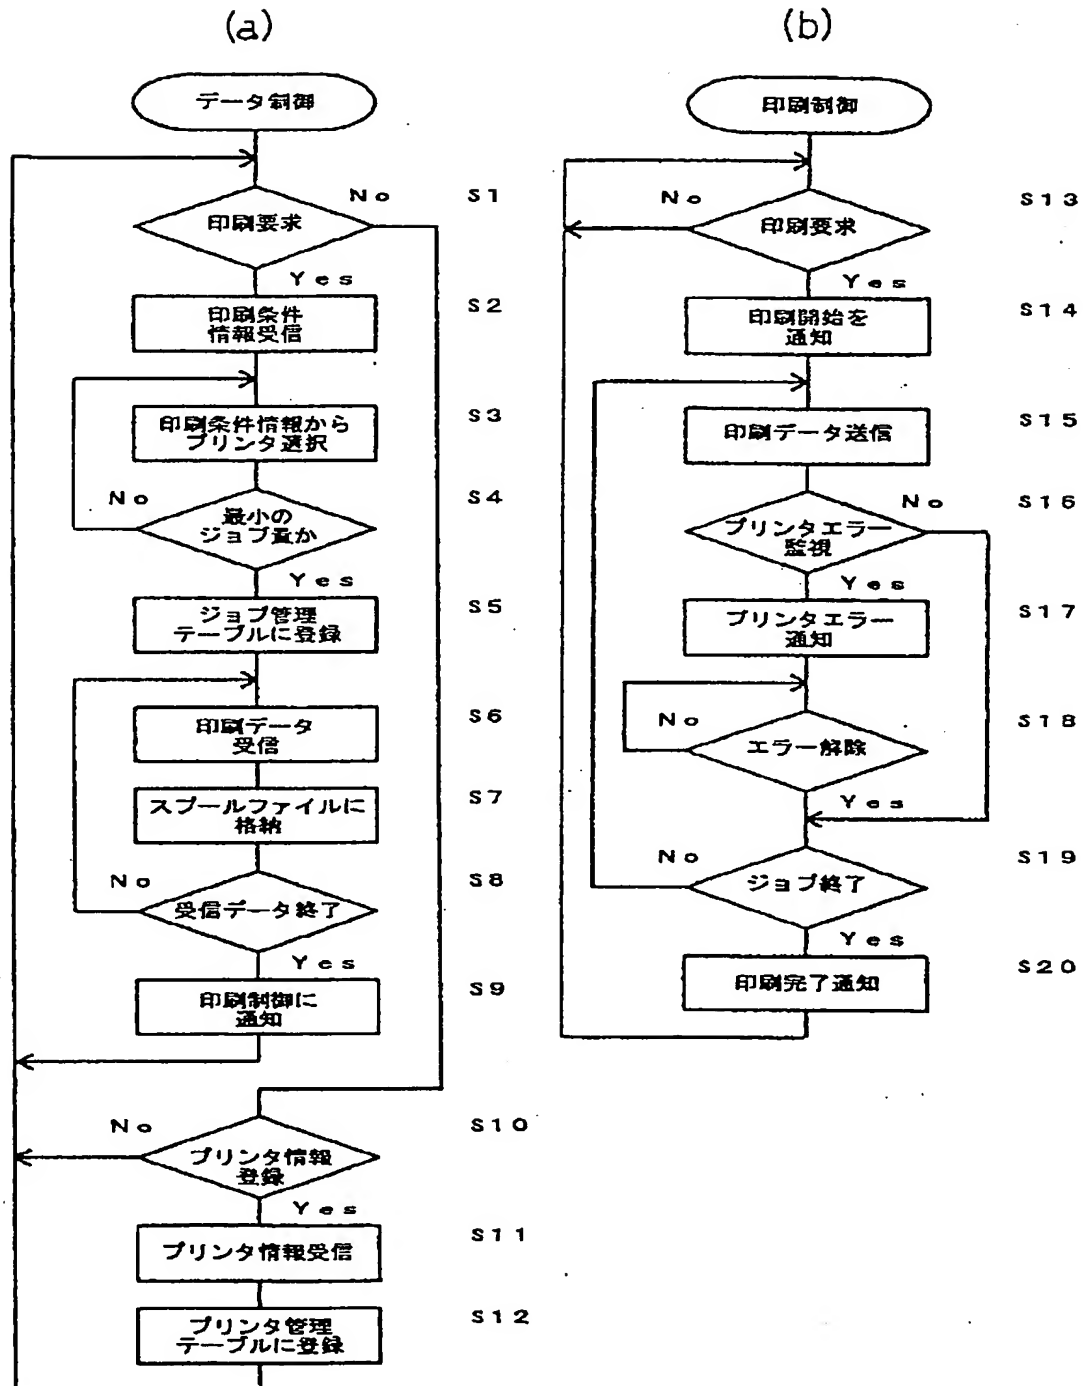 (a)
データ制御
No
S1
印刷要求
Yes
印刷条件
情報受信
S2
印刷条件情報から
プリンタ選択
S3
No
S4
最小の
ジョブ量か
Yes
ジョブ管理
テーブルに登録
S5
印刷データ
受信
S6
スプールファイルに
格納
S7
No
S8
受信データ終了
Yes
印刷制御に
通知
S9
No
S10
プリンタ情報
登録
Yes
プリンタ情報受信
S11
プリンタ管理
テーブルに登録
S12
(b)
印刷制御
No
S13
印刷要求
Yes
印刷開始を
通知
S14
印刷データ送信
S15
No
S16
プリンタエラー
監視
Yes
プリンタエラー
通知
S17
No
S18
エラー解除
Yes
No
S19
ジョブ終了
Yes
印刷完了通知
S20